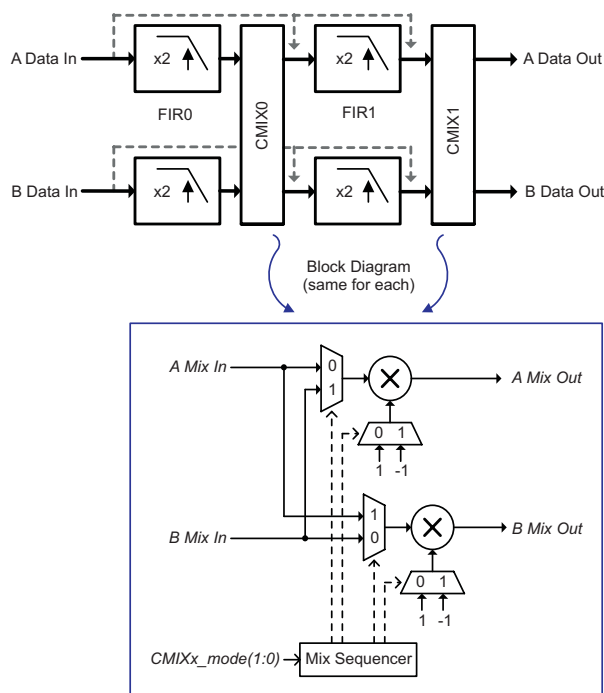 A Data In
x2
x2
A Data Out
FIR0
CMIX0
FIR1
CMIX1
B Data In
x2
x2
B Data Out
Block Diagram
(same for each)
A Mix In
0
1
A Mix Out
0 1
1 -1
B Mix In
1
0
B Mix Out
0 1
1 -1
CMIXx_mode(1:0)
Mix Sequencer